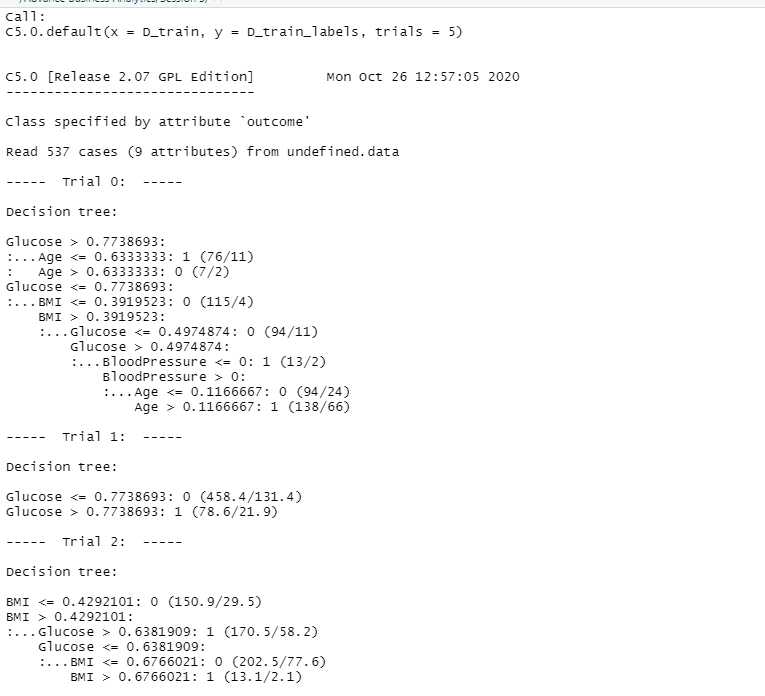 Call:
C5.0.default(x = D_train, y = D_train_labels, trials = 5)
C5.0 [Release 2.07 GPL Edition]         Mon Oct 26 12:57:05 2020
-------------------------------
Class specified by attribute `outcome'
Read 537 cases (9 attributes) from undefined.data
-----  Trial 0:  -----
Decision tree:
Glucose > 0.7738693:
:...Age <= 0.6333333: 1 (76/11)
:   Age > 0.6333333: 0 (7/2)
Glucose <= 0.7738693:
:...BMI <= 0.3919523: 0 (115/4)
    BMI > 0.3919523:
    :...Glucose <= 0.4974874: 0 (94/11)
        Glucose > 0.4974874:
        :...BloodPressure <= 0: 1 (13/2)
            BloodPressure > 0:
            :...Age <= 0.1166667: 0 (94/24)
                Age > 0.1166667: 1 (138/66)
-----  Trial 1:  -----
Decision tree:
Glucose <= 0.7738693: 0 (458.4/131.4)
Glucose > 0.7738693: 1 (78.6/21.9)
-----  Trial 2:  -----
Decision tree:
BMI <= 0.4292101: 0 (150.9/29.5)
BMI > 0.4292101:
:...Glucose > 0.6381909: 1 (170.5/58.2)
    Glucose <= 0.6381909:
    :...BMI <= 0.6766021: 0 (202.5/77.6)
        BMI > 0.6766021: 1 (13.1/2.1)